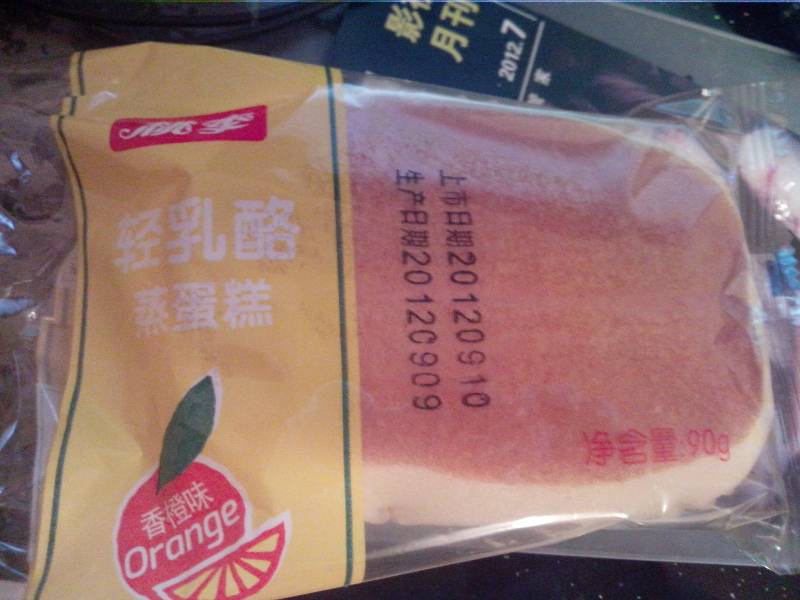 轻乳酪
蒸蛋糕
香橙味
Orange
上市日期20120910
生产日期20120909
净含量:90g
月刊
2012.7